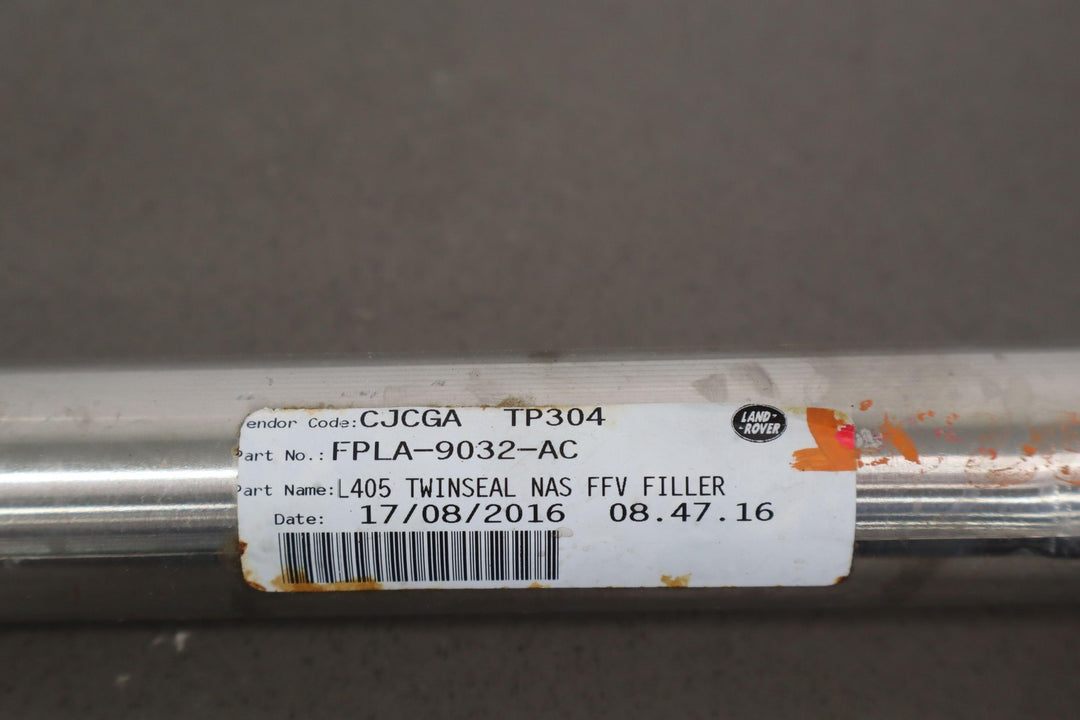 endor Code:CJCGA TP304
LAND-
-ROVER
Part No.:FPLA-9032-AC
Part Name:L405 TWINSEAL NAS FFV FILLER
Date: 17/08/2016 08.47.16